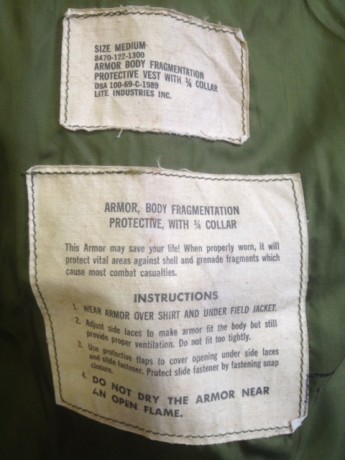 SIZE MEDIUM
8470-122-1300
ARMOR BODY FRAGMENTATION
PROTECTIVE VEST WITH ¾ COLLAR
DSA 100-69-C-1989
LITE INDUSTRIES INC.
ARMOR, BODY FRAGMENTATION
PROTECTIVE, WITH ¾ COLLAR
This Armor may save your life! When properly worn, it will
protect vital areas against shell and grenade fragments which
cause most combat casualties.
INSTRUCTIONS
1. WEAR ARMOR OVER SHIRT AND UNDER FIELD JACKET.
2. Adjust side laces to make armor fit the body but still
provide proper ventilation. Do not fit too tightly.
3. Use protective flaps to cover opening under side laces
and slide fastener. Protect slide fastener by fastening snap
closure.
4. DO NOT DRY THE ARMOR NEAR
AN OPEN FLAME.